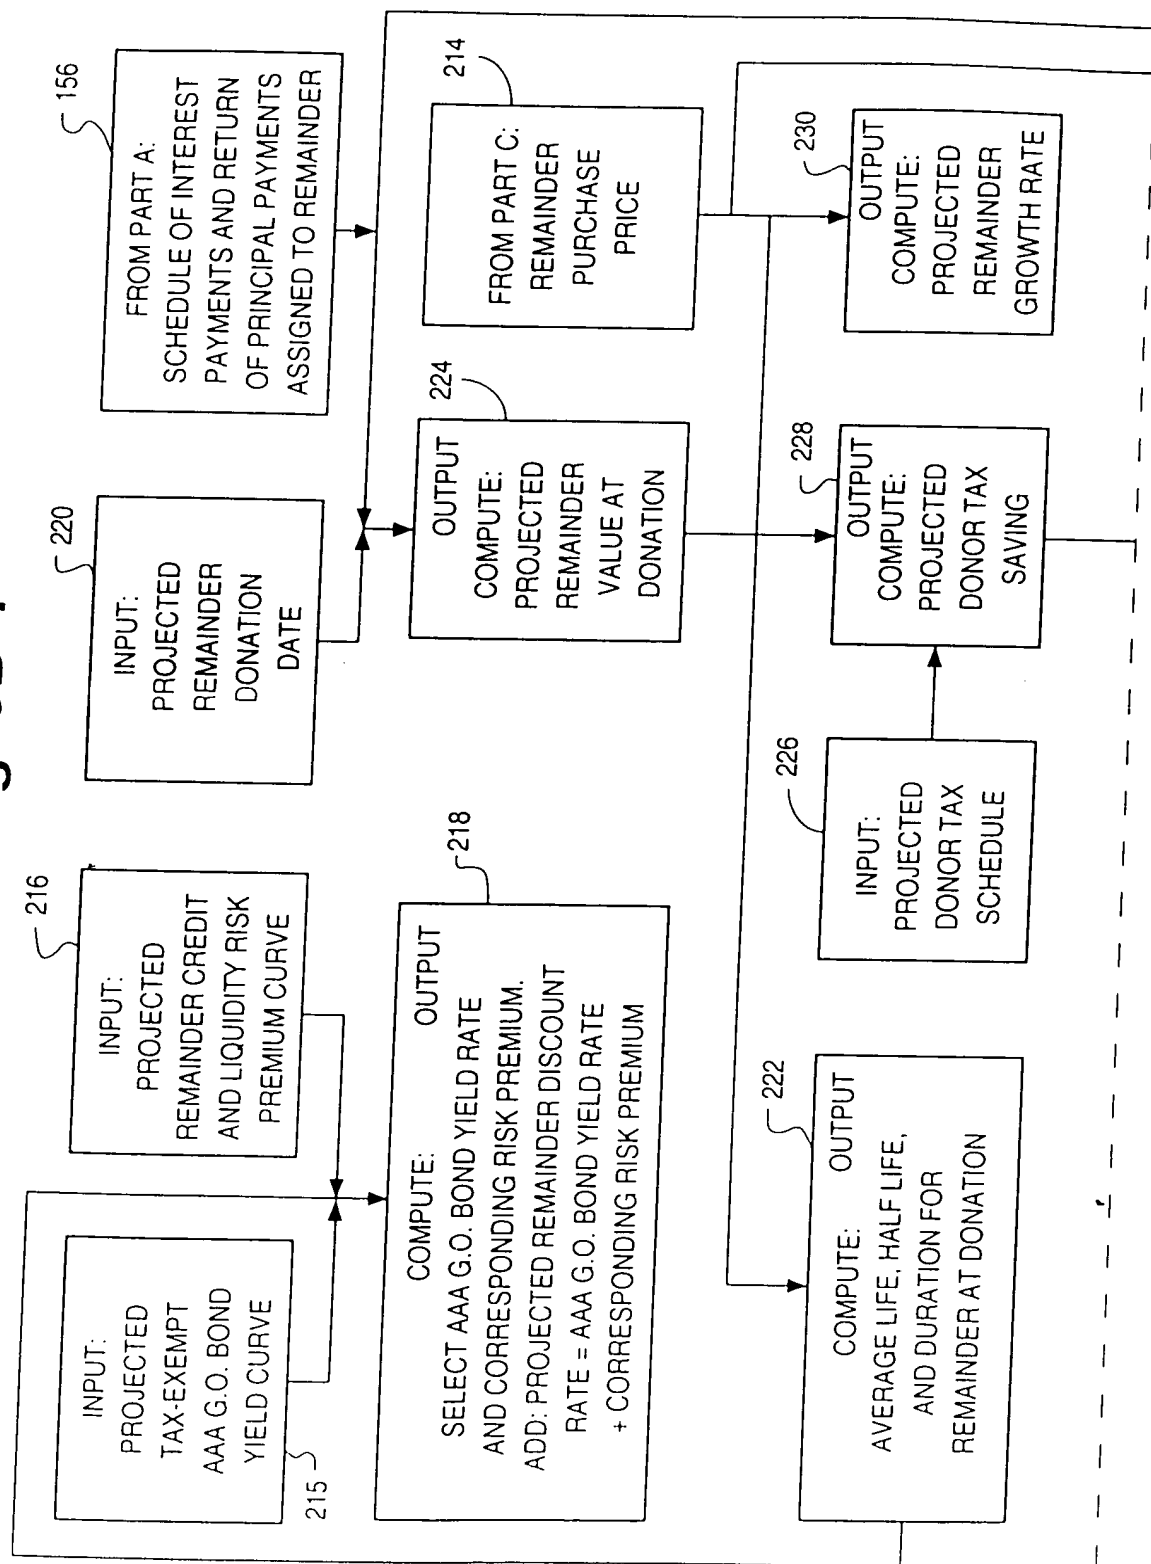 216
INPUT:
PROJECTED
REMAINDER CREDIT
AND LIQUIDITY RISK
PREMIUM CURVE
INPUT:
PROJECTED
TAX-EXEMPT
AAA G.O. BOND
YIELD CURVE
215
220
INPUT:
PROJECTED
REMAINDER
DONATION
DATE
156
FROM PART A:
SCHEDULE OF INTEREST
PAYMENTS AND RETURN
OF PRINCIPAL PAYMENTS
ASSIGNED TO REMAINDER
218
COMPUTE: OUTPUT
SELECT AAA G.O. BOND YIELD RATE
AND CORRESPONDING RISK PREMIUM.
ADD: PROJECTED REMAINDER DISCOUNT
RATE = AAA G.O. BOND YIELD RATE
+ CORRESPONDING RISK PREMIUM
224
OUTPUT
COMPUTE:
PROJECTED
REMAINDER
VALUE AT
DONATION
214
FROM PART C:
REMAINDER
PURCHASE
PRICE
222
COMPUTE: OUTPUT
AVERAGE LIFE, HALF LIFE,
AND DURATION FOR
REMAINDER AT DONATION
226
INPUT:
PROJECTED
DONOR TAX
SCHEDULE
228
OUTPUT
COMPUTE:
PROJECTED
DONOR TAX
SAVING
230
OUTPUT
COMPUTE:
PROJECTED
REMAINDER
GROWTH RATE